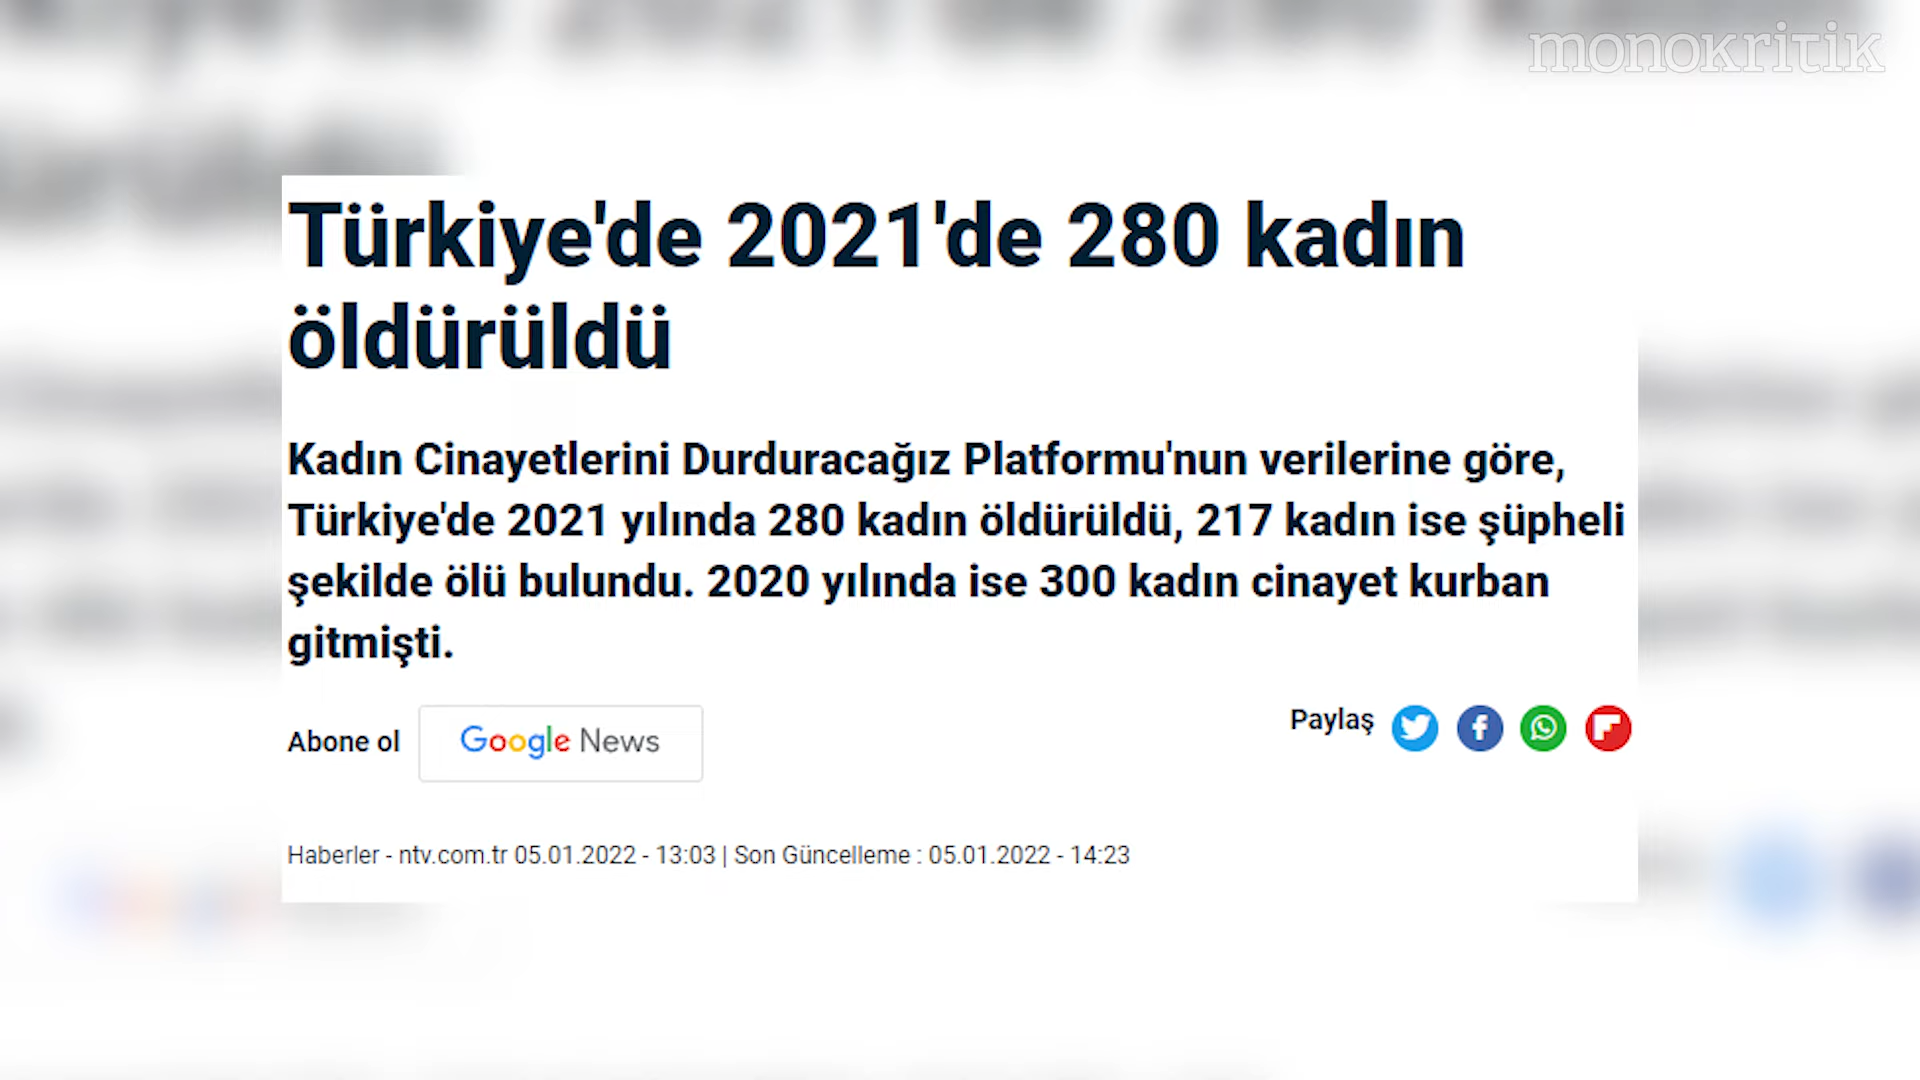 monokritik
Türkiye'de 2021'de 280 kadın
öldürüldü
Kadın Cinayetlerini Durduracağız Platformu'nun verilerine göre,
Türkiye'de 2021 yılında 280 kadın öldürüldü, 217 kadın ise şüpheli
şekilde ölü bulundu. 2020 yılında ise 300 kadın cinayet kurban
gitmişti.
Abone ol Google News Paylaş
Haberler - ntv.com.tr 05.01.2022 - 13:03 | Son Güncelleme : 05.01.2022 - 14:23